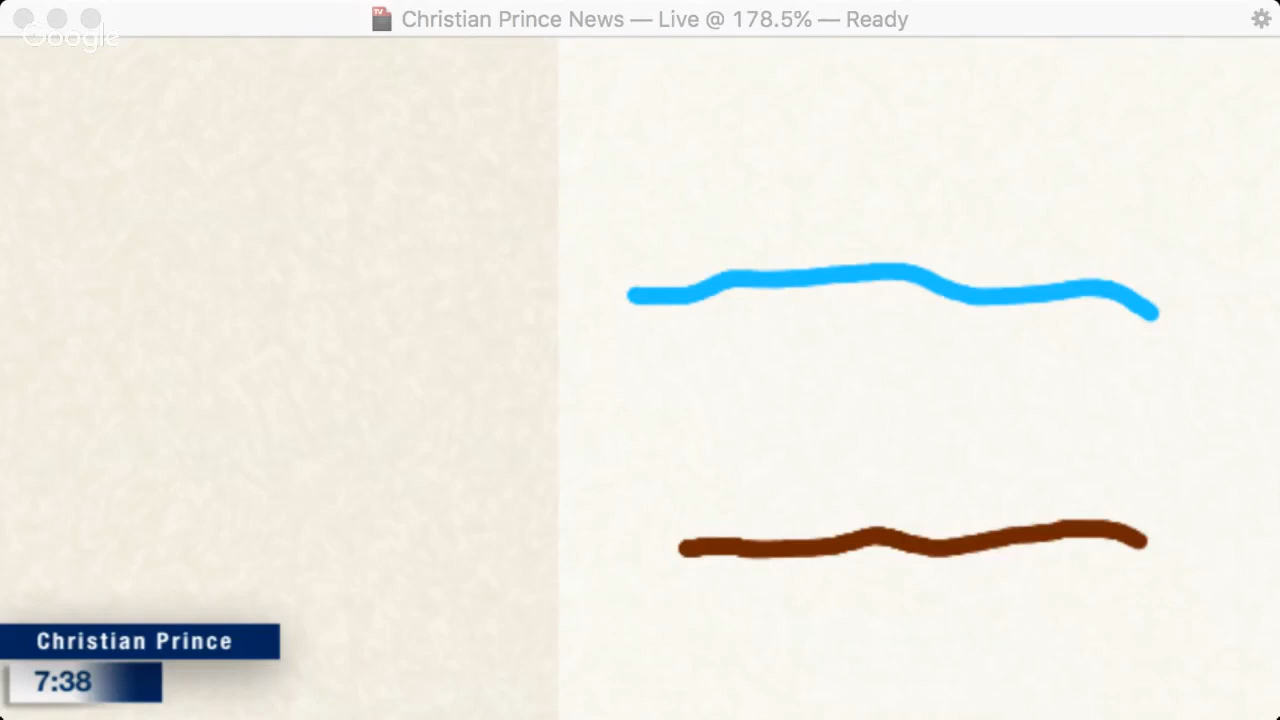 Christian Prince News — Live @ 178.5% — Ready
Google
Christian Prince
7:38